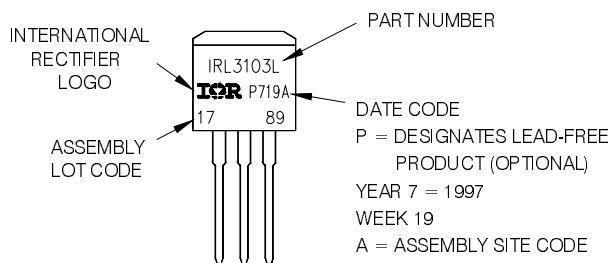 INTERNATIONAL
RECTIFIER
LOGO
PART NUMBER
IRL3103L
IOR P719A
17 89
ASSEMBLY
LOT CODE
DATE CODE
P = DESIGNATES LEAD-FREE
PRODUCT (OPTIONAL)
YEAR 7 = 1997
WEEK 19
A = ASSEMBLY SITE CODE